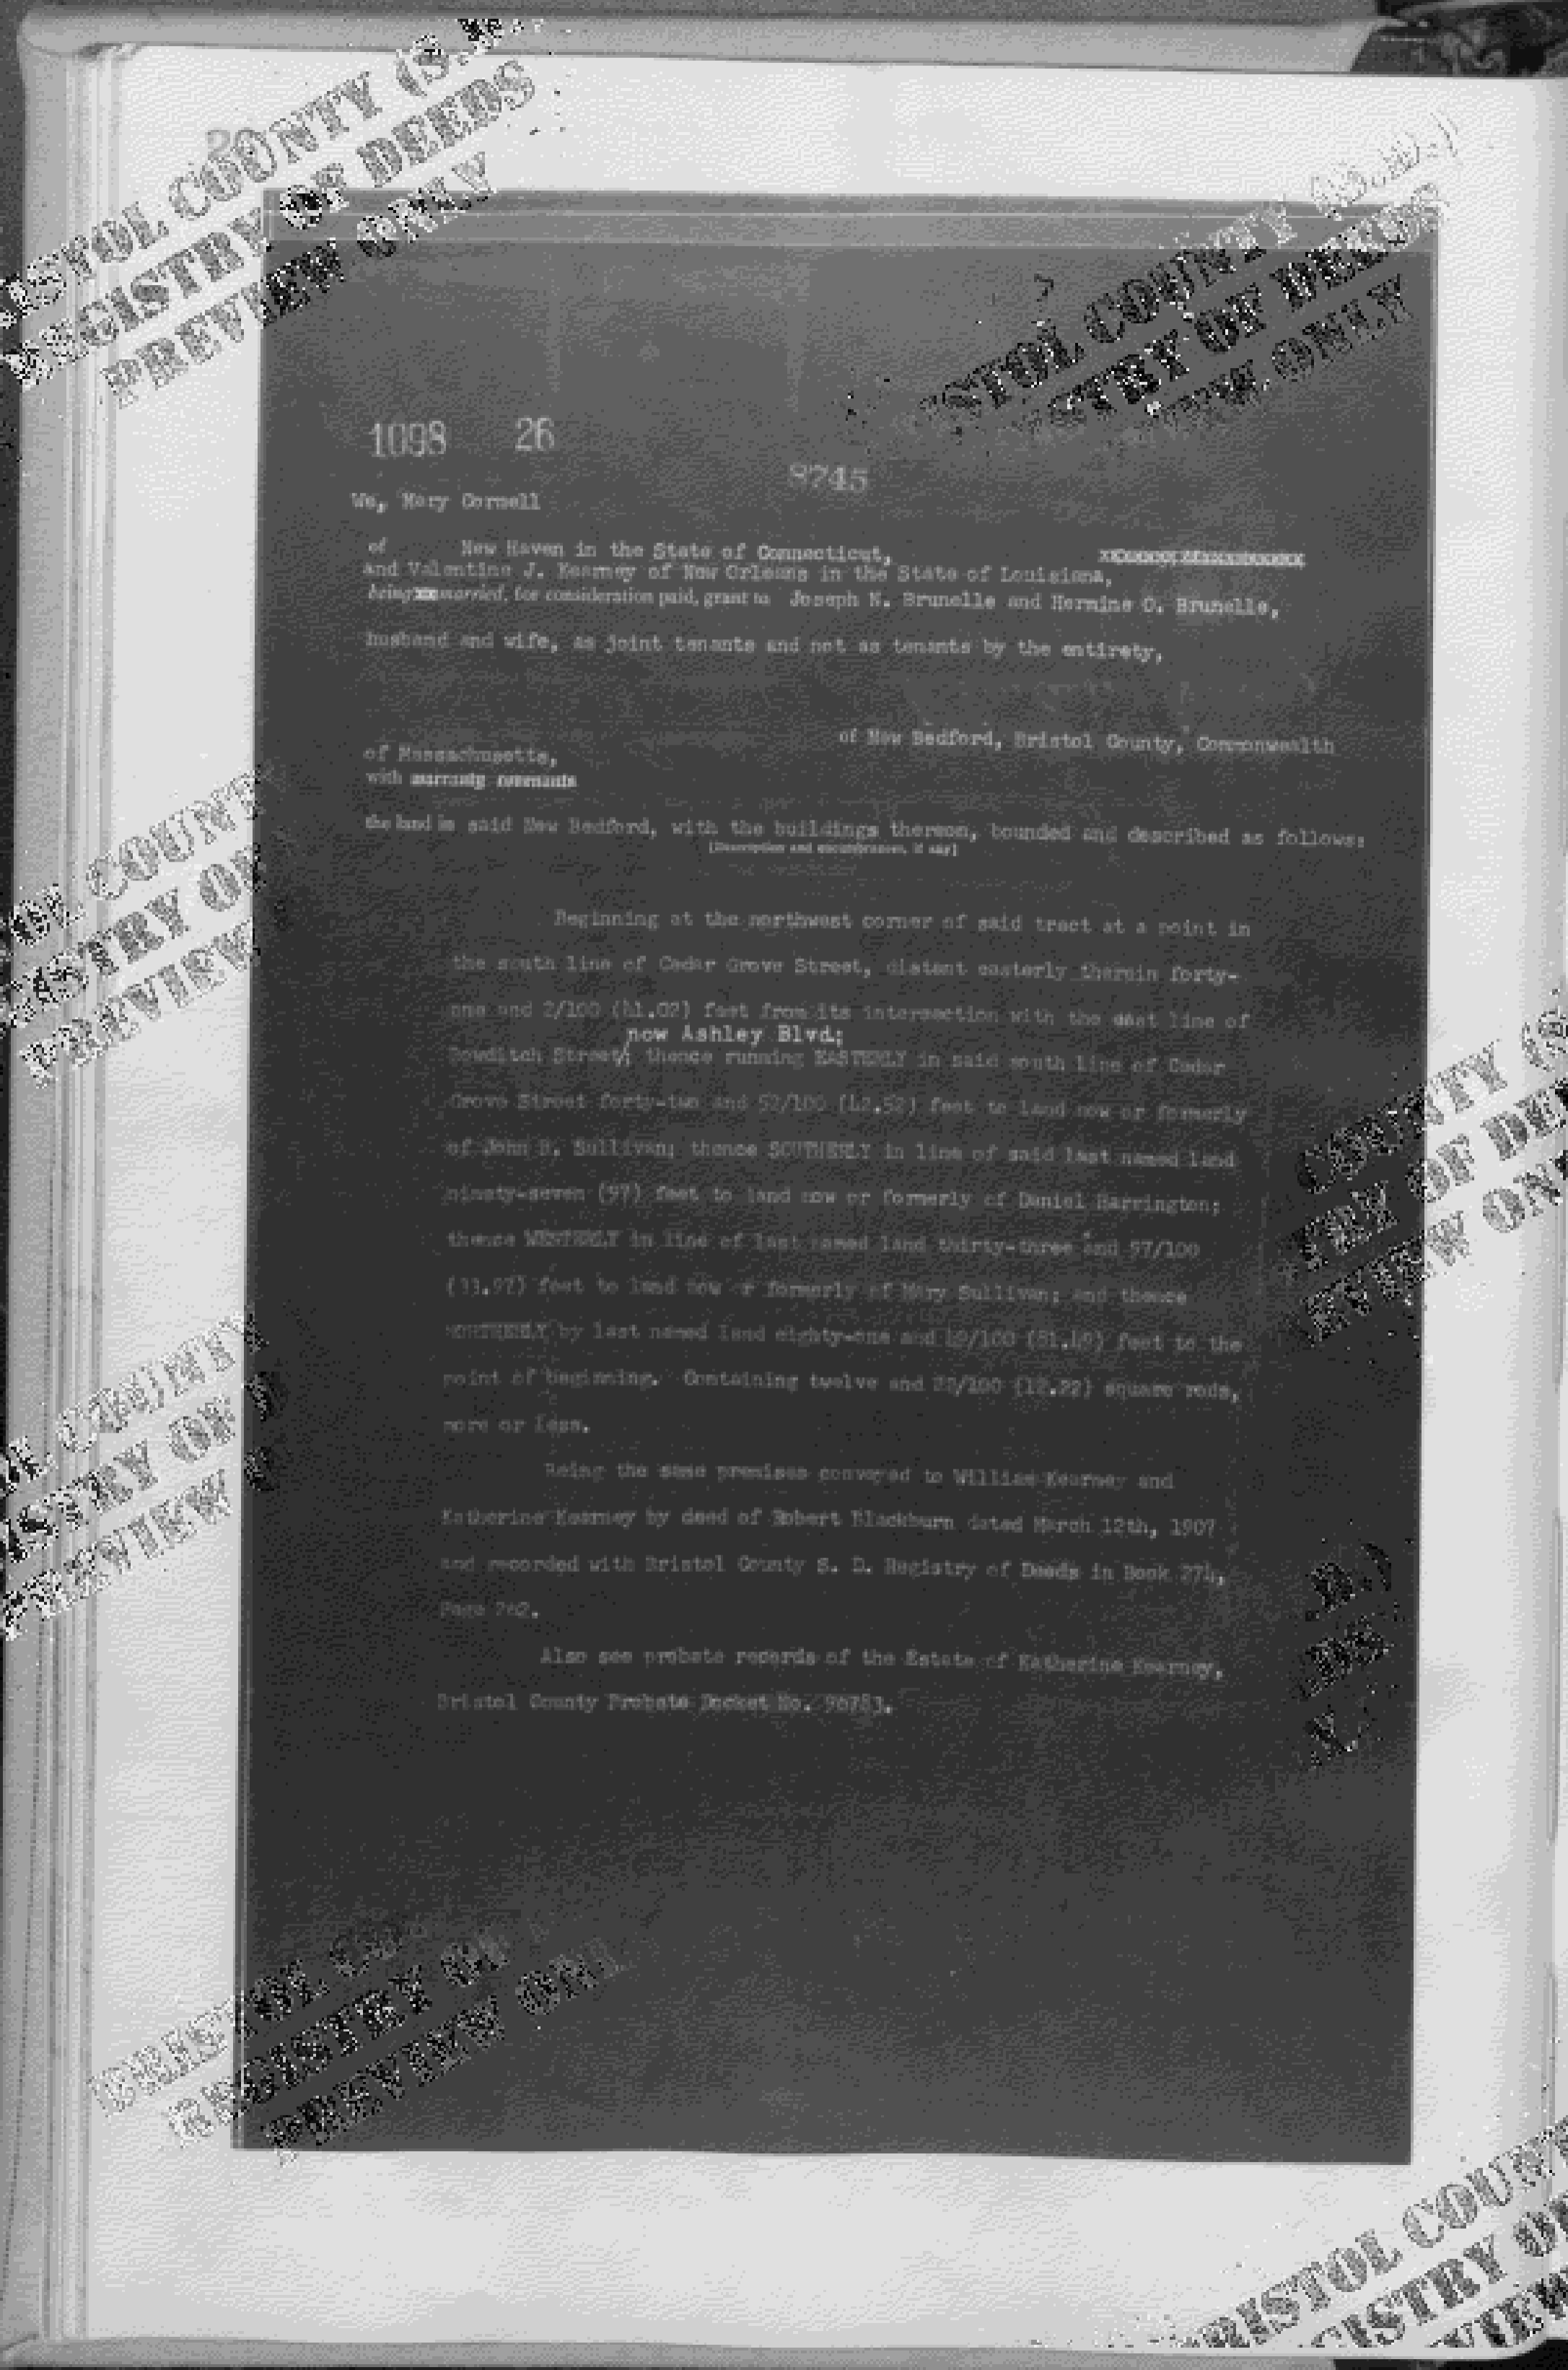 1098 26
8745
We, Mary Cornell
of New Haven in the State of Connecticut,
and Valentine J. Kearney of New Orleans in the State of Louisiana,
being married, for consideration paid, grant to Joseph N. Brunelle and Hermine O. Brunelle,
husband and wife, as joint tenants and not as tenants by the entirety,
of New Bedford, Bristol County, Commonwealth
of Massachusetts,
with warranty covenants
the land in said New Bedford, with the buildings thereon, bounded and described as follows:
[Description and encumbrances, if any]
Beginning at the northwest corner of said tract at a point in
the south line of Cedar Grove Street, distant easterly therein forty-
one and 2/100 (41.02) feet from its intersection with the east line of
now Ashley Blvd;
Bowditch Street/; thence running EASTERLY in said south line of Cedar
Grove Street forty-two and 52/100 (42.52) feet to land now or formerly
of John B. Sullivan; thence SOUTHERLY in line of said last named land
ninety-seven (97) feet to land now or formerly of Daniel Harrington;
thence WESTERLY in line of last named land thirty-three and 97/100
(33.97) feet to land now or formerly of Mary Sullivan; and thence
NORTHERLY by last named land eighty-one and 49/100 (81.49) feet to the
point of beginning. Containing twelve and 22/100 (12.22) square rods,
more or less.
Being the same premises conveyed to William Kearney and
Katherine Kearney by deed of Robert Blackburn dated March 12th, 1907
and recorded with Bristol County S. D. Registry of Deeds in Book 274,
Page 262.
Also see probate records of the Estate of Katherine Kearney,
Bristol County Probate Docket No. 96783.
BRISTOL COUNTY (S.D.)
REGISTRY OF DEEDS
PREVIEW ONLY